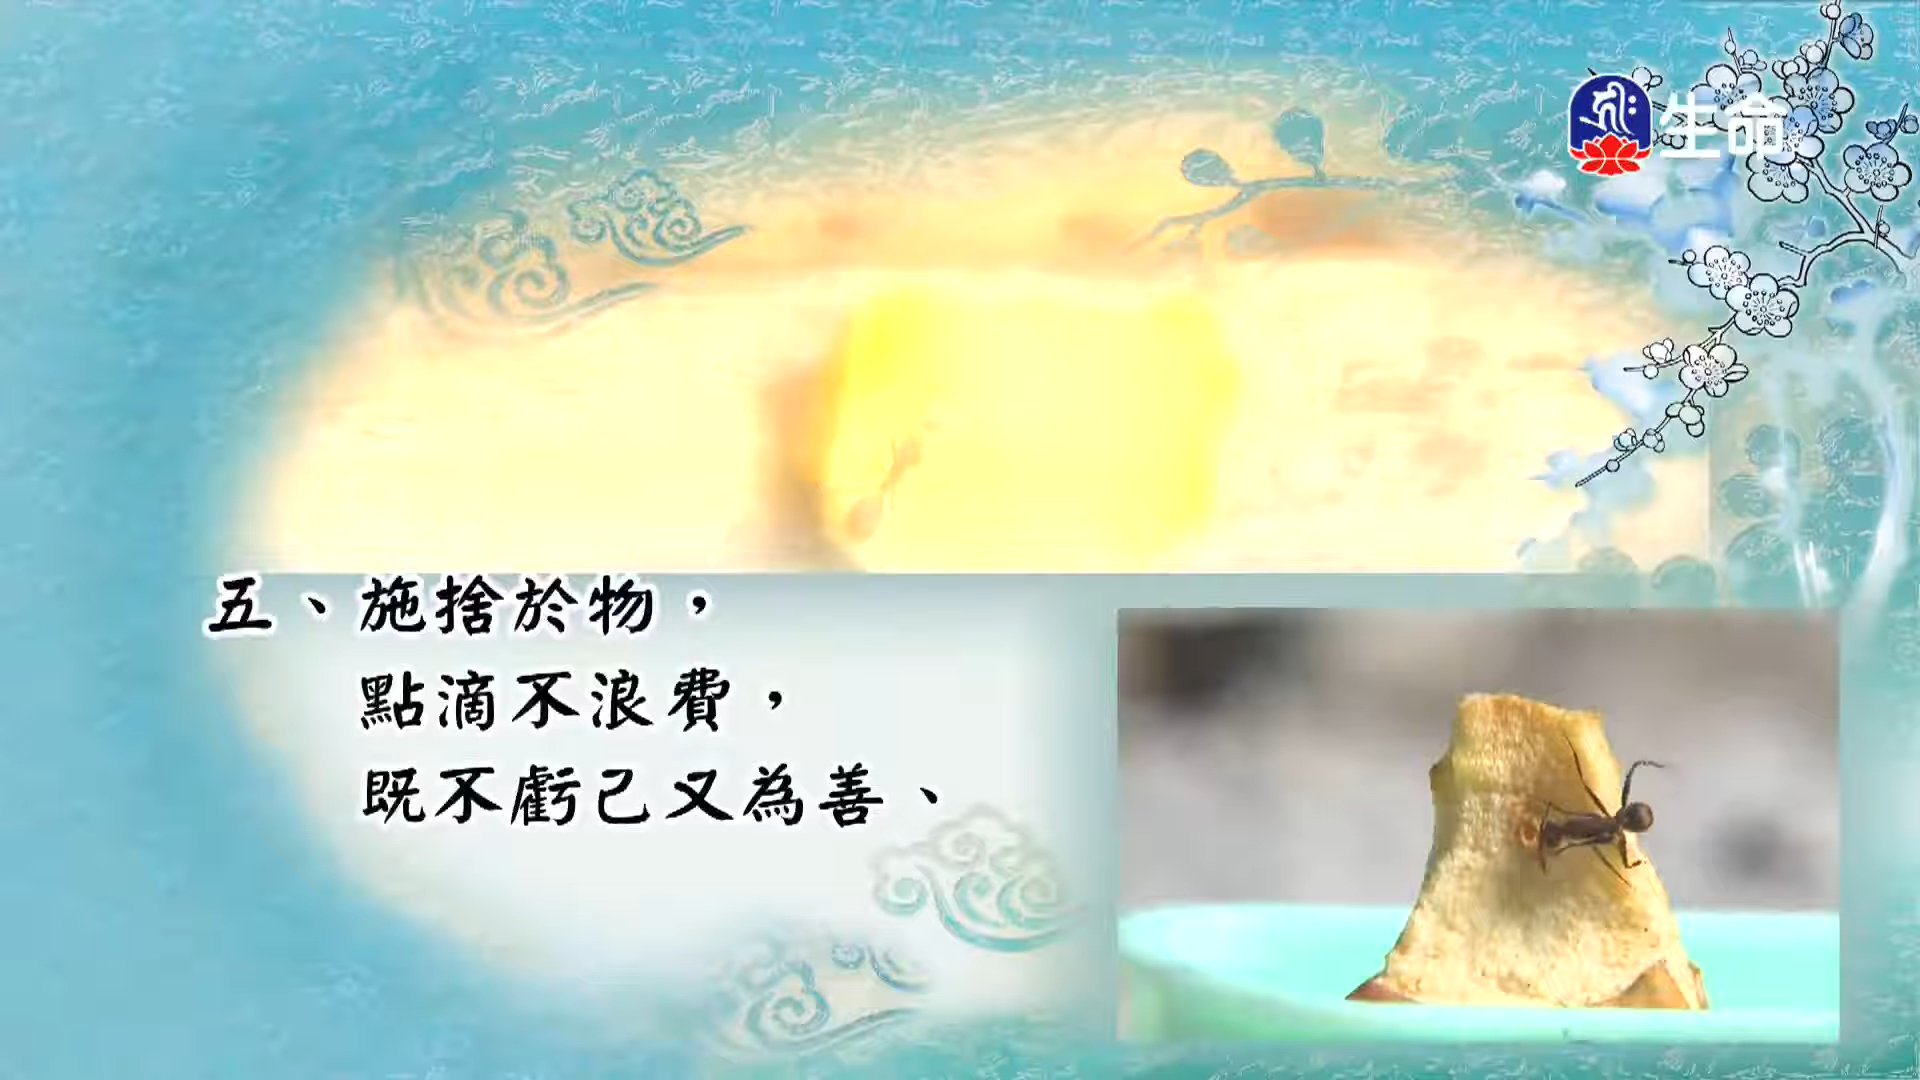 生命
五、施捨於物，
點滴不浪費，
既不虧己又為善、